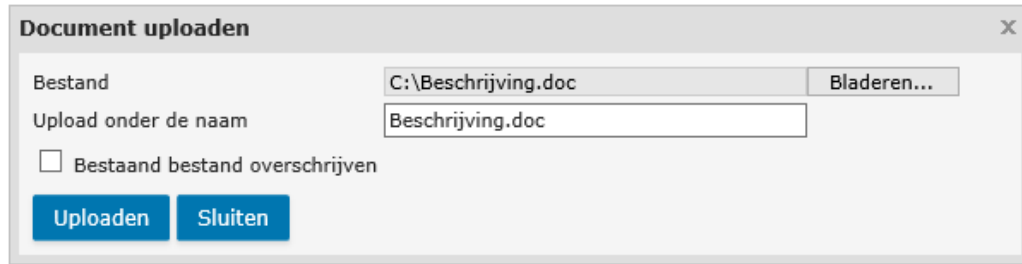 Document uploaden x
Bestand C:\Beschrijving.doc Bladeren...
Upload onder de naam Beschrijving.doc
Bestaand bestand overschrijven
Uploaden Sluiten